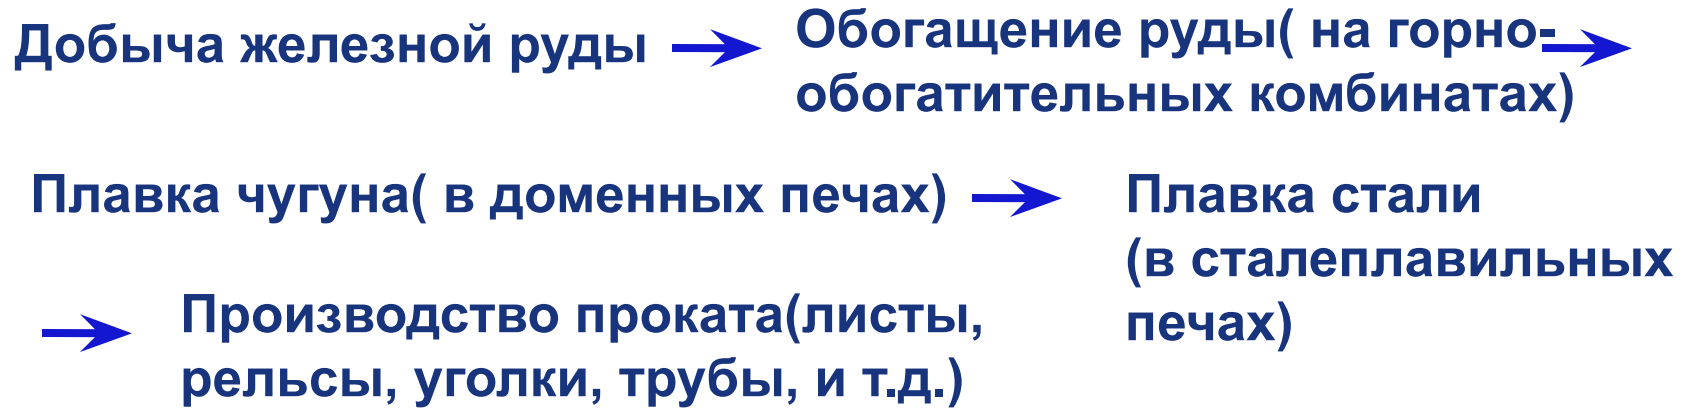 Добыча железной руды
Обогащение руды( на горно-
обогатительных комбинатах)
Плавка чугуна( в доменных печах)
Плавка стали
(в сталеплавильных
печах)
Производство проката(листы,
рельсы, уголки, трубы, и т.д.)